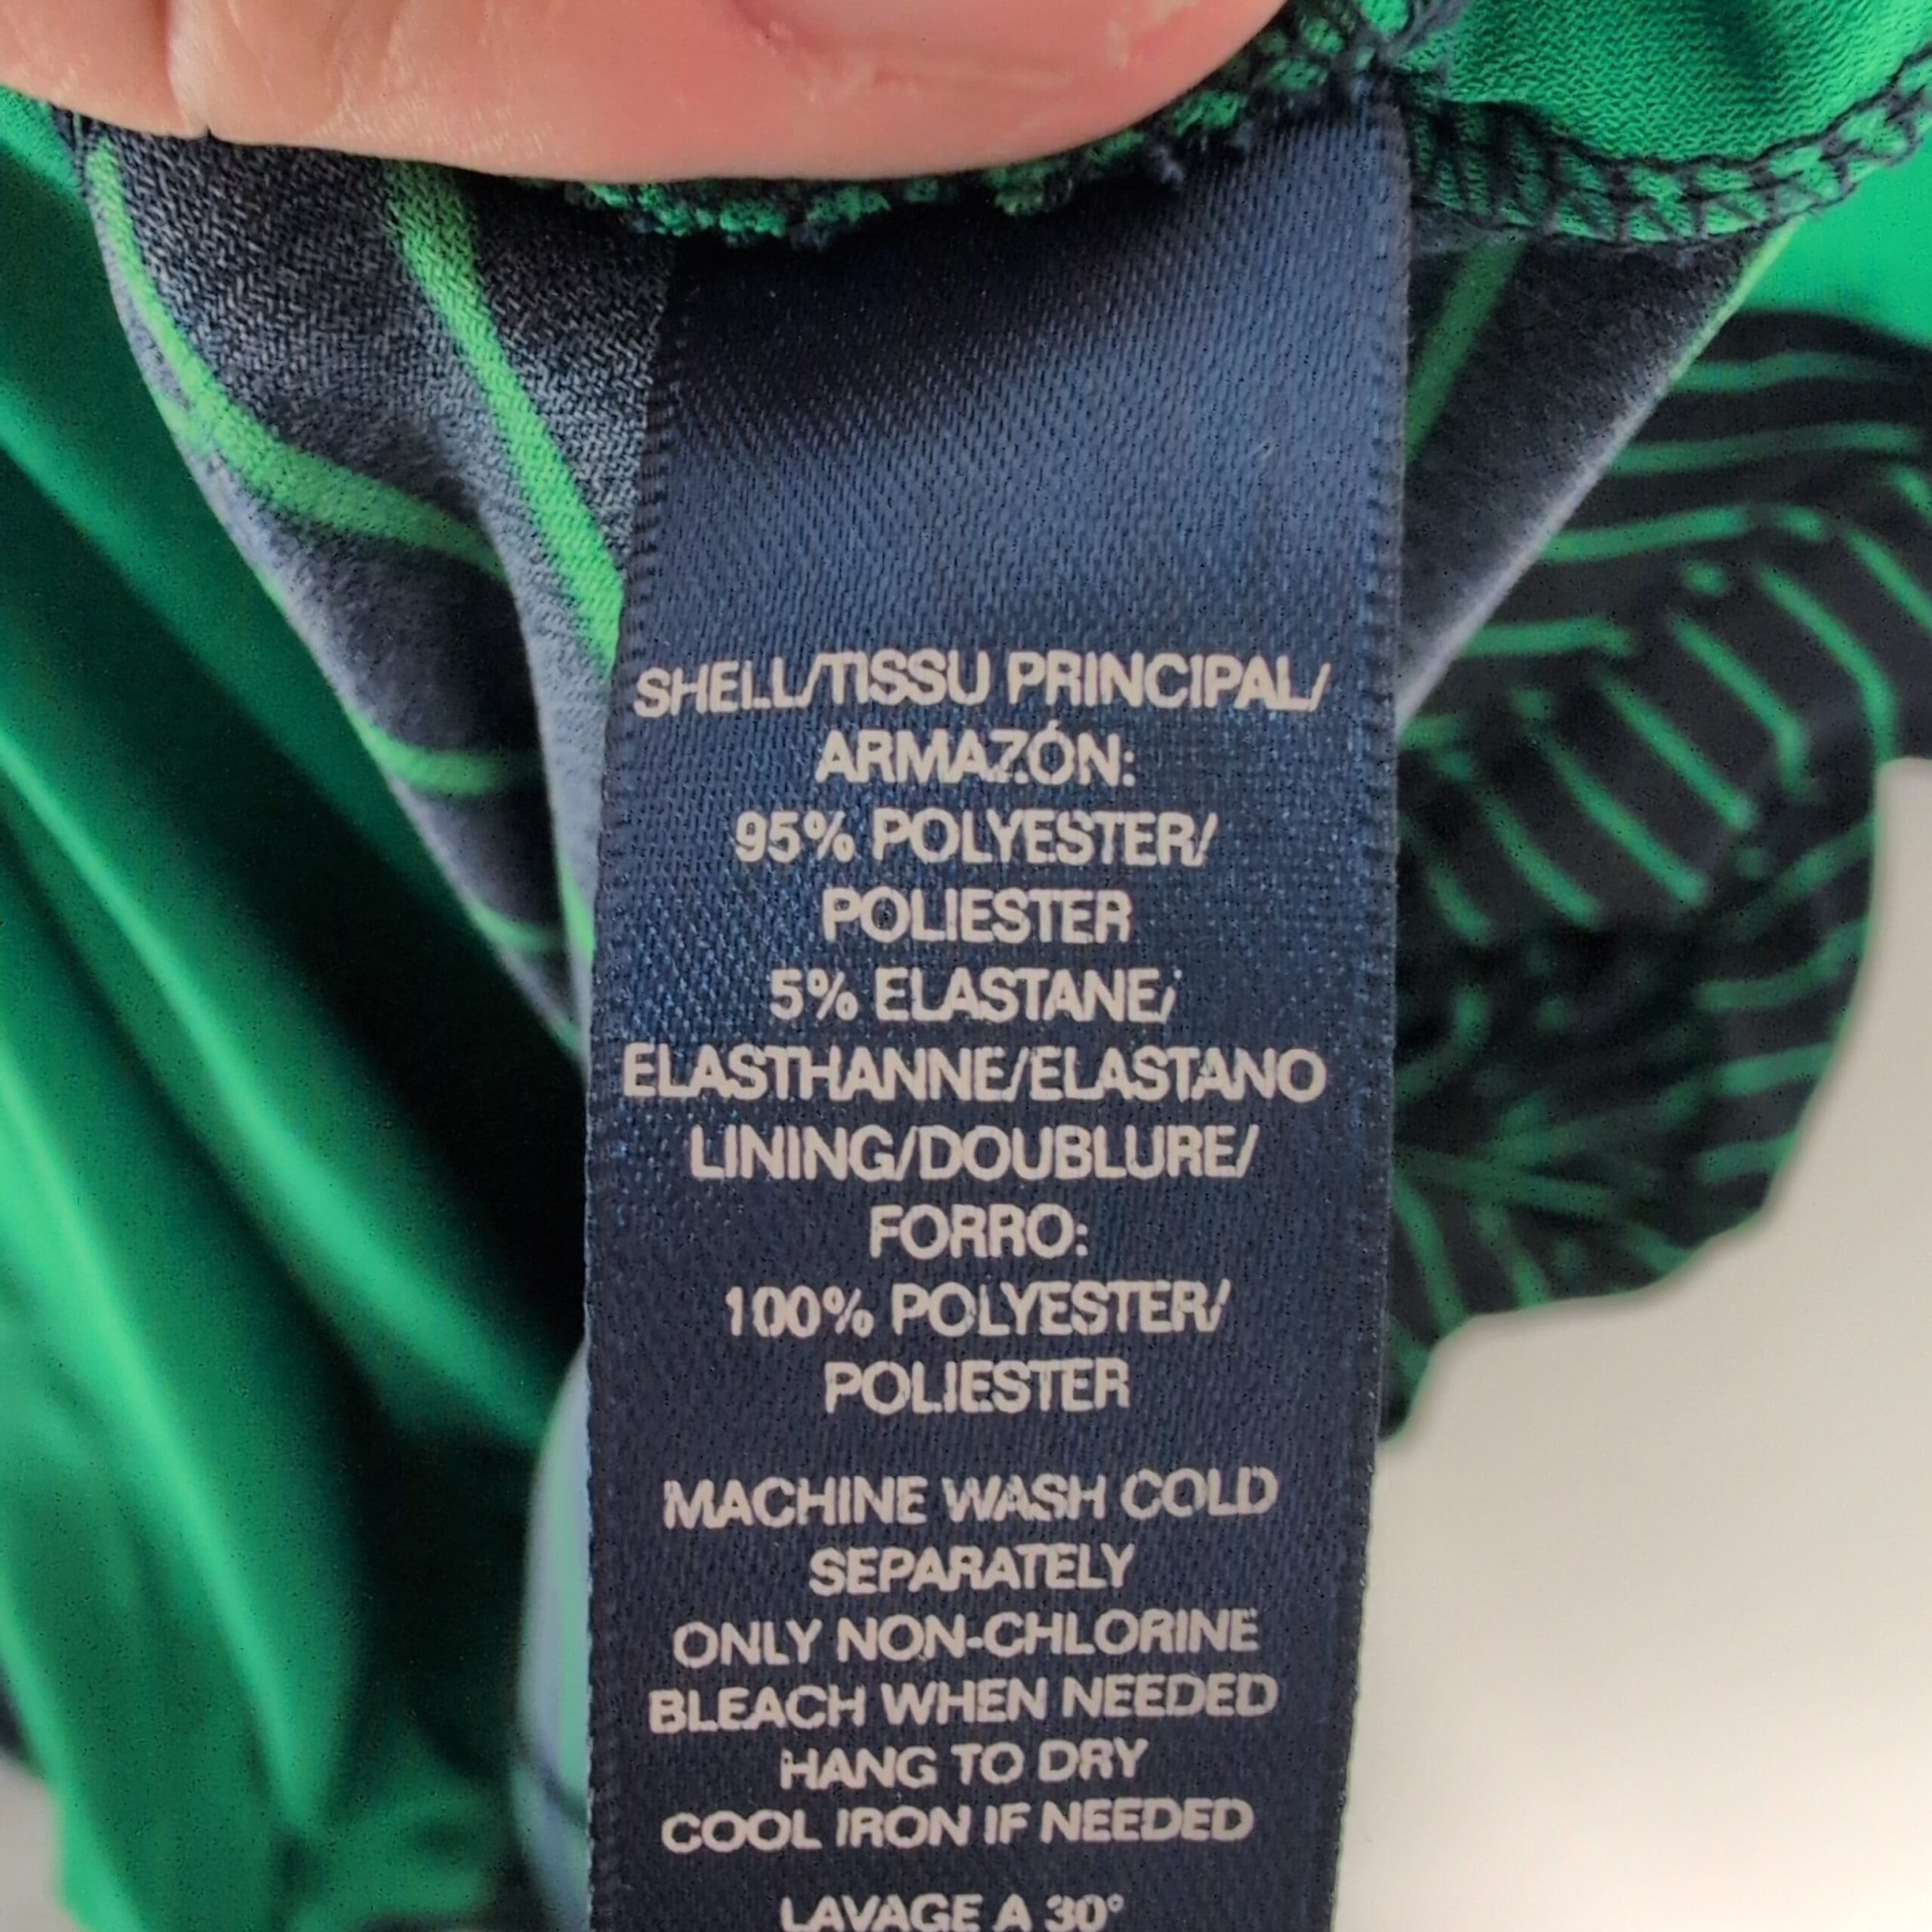 SHELL/TISSU PRINCIPAL/
ARMAZÓN:
95% POLYESTER/
POLIESTER
5% ELASTANE/
ELASTHANNE/ELASTANO
LINING/DOUBLURE/
FORRO:
100% POLYESTER/
POLIESTER
MACHINE WASH COLD
SEPARATELY
ONLY NON-CHLORINE
BLEACH WHEN NEEDED
HANG TO DRY
COOL IRON IF NEEDED
LAVAGE A 30°